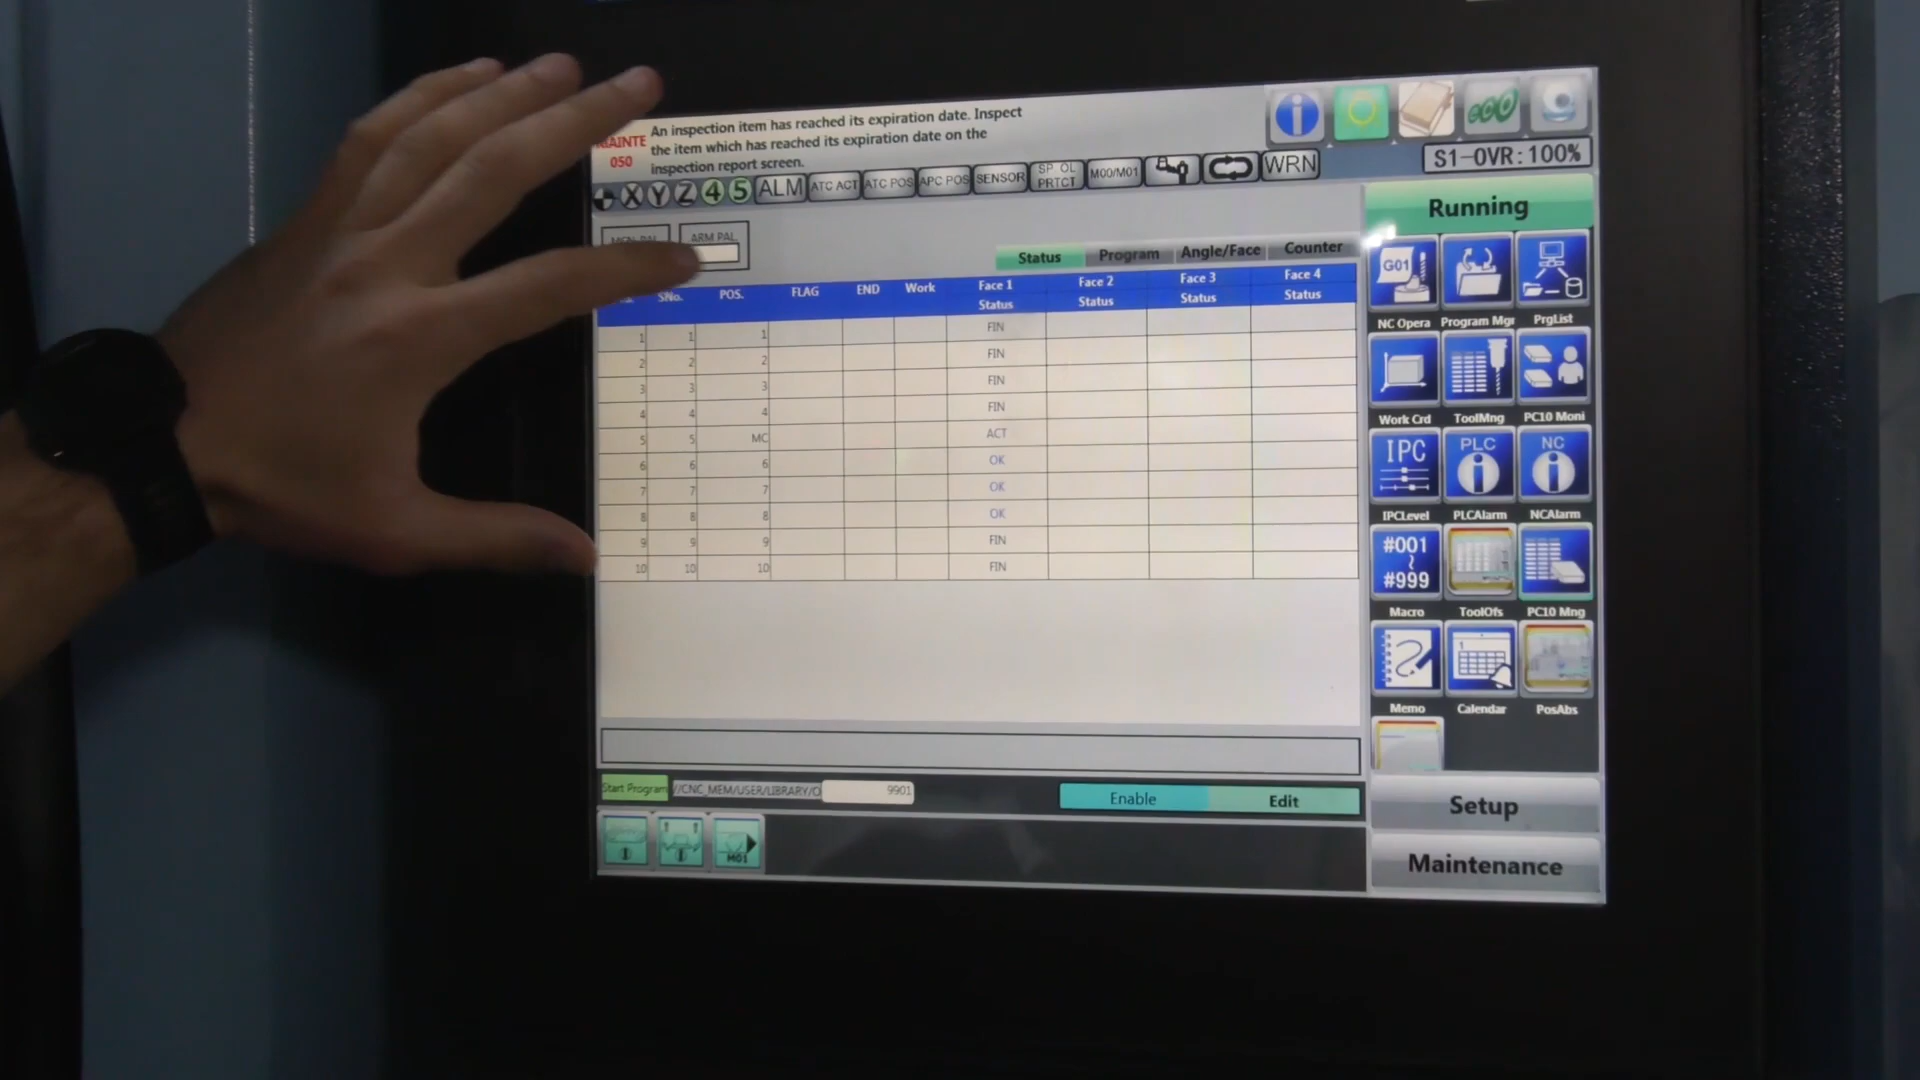 An inspection item has reached its expiration date. Inspect
the item which has reached its expiration date on the
inspection report screen.
MAINTE
050
S1-OVR:100%
X Y Z 4 5 ALM ATC ACT ATC POS APC POS SENSOR SP OL PRTCT M00/M01 WRN
Running
ARM PAL
Status Program Angle/Face Counter
SNo. POS. FLAG END Work Face 1 Status Face 2 Status Face 3 Status Face 4 Status
1 1 1 FIN
2 2 2 FIN
3 3 3 FIN
4 4 4 FIN
5 5 MC ACT
6 6 6 OK
7 7 7 OK
8 8 8 OK
9 9 9 FIN
10 10 10 FIN
G01
NC Opera Program Mgr PrgList
Work Crd ToolMng PC10 Moni
IPC PLC NC
IPCLevel PLCAlarm NCAlarm
#001
~
#999
Macro ToolOfs PC10 Mng
1
Memo Calendar PosAbs
Start Program //CNC_MEM/USER/LIBRARY/O 9901
Enable Edit
M01
Setup
Maintenance